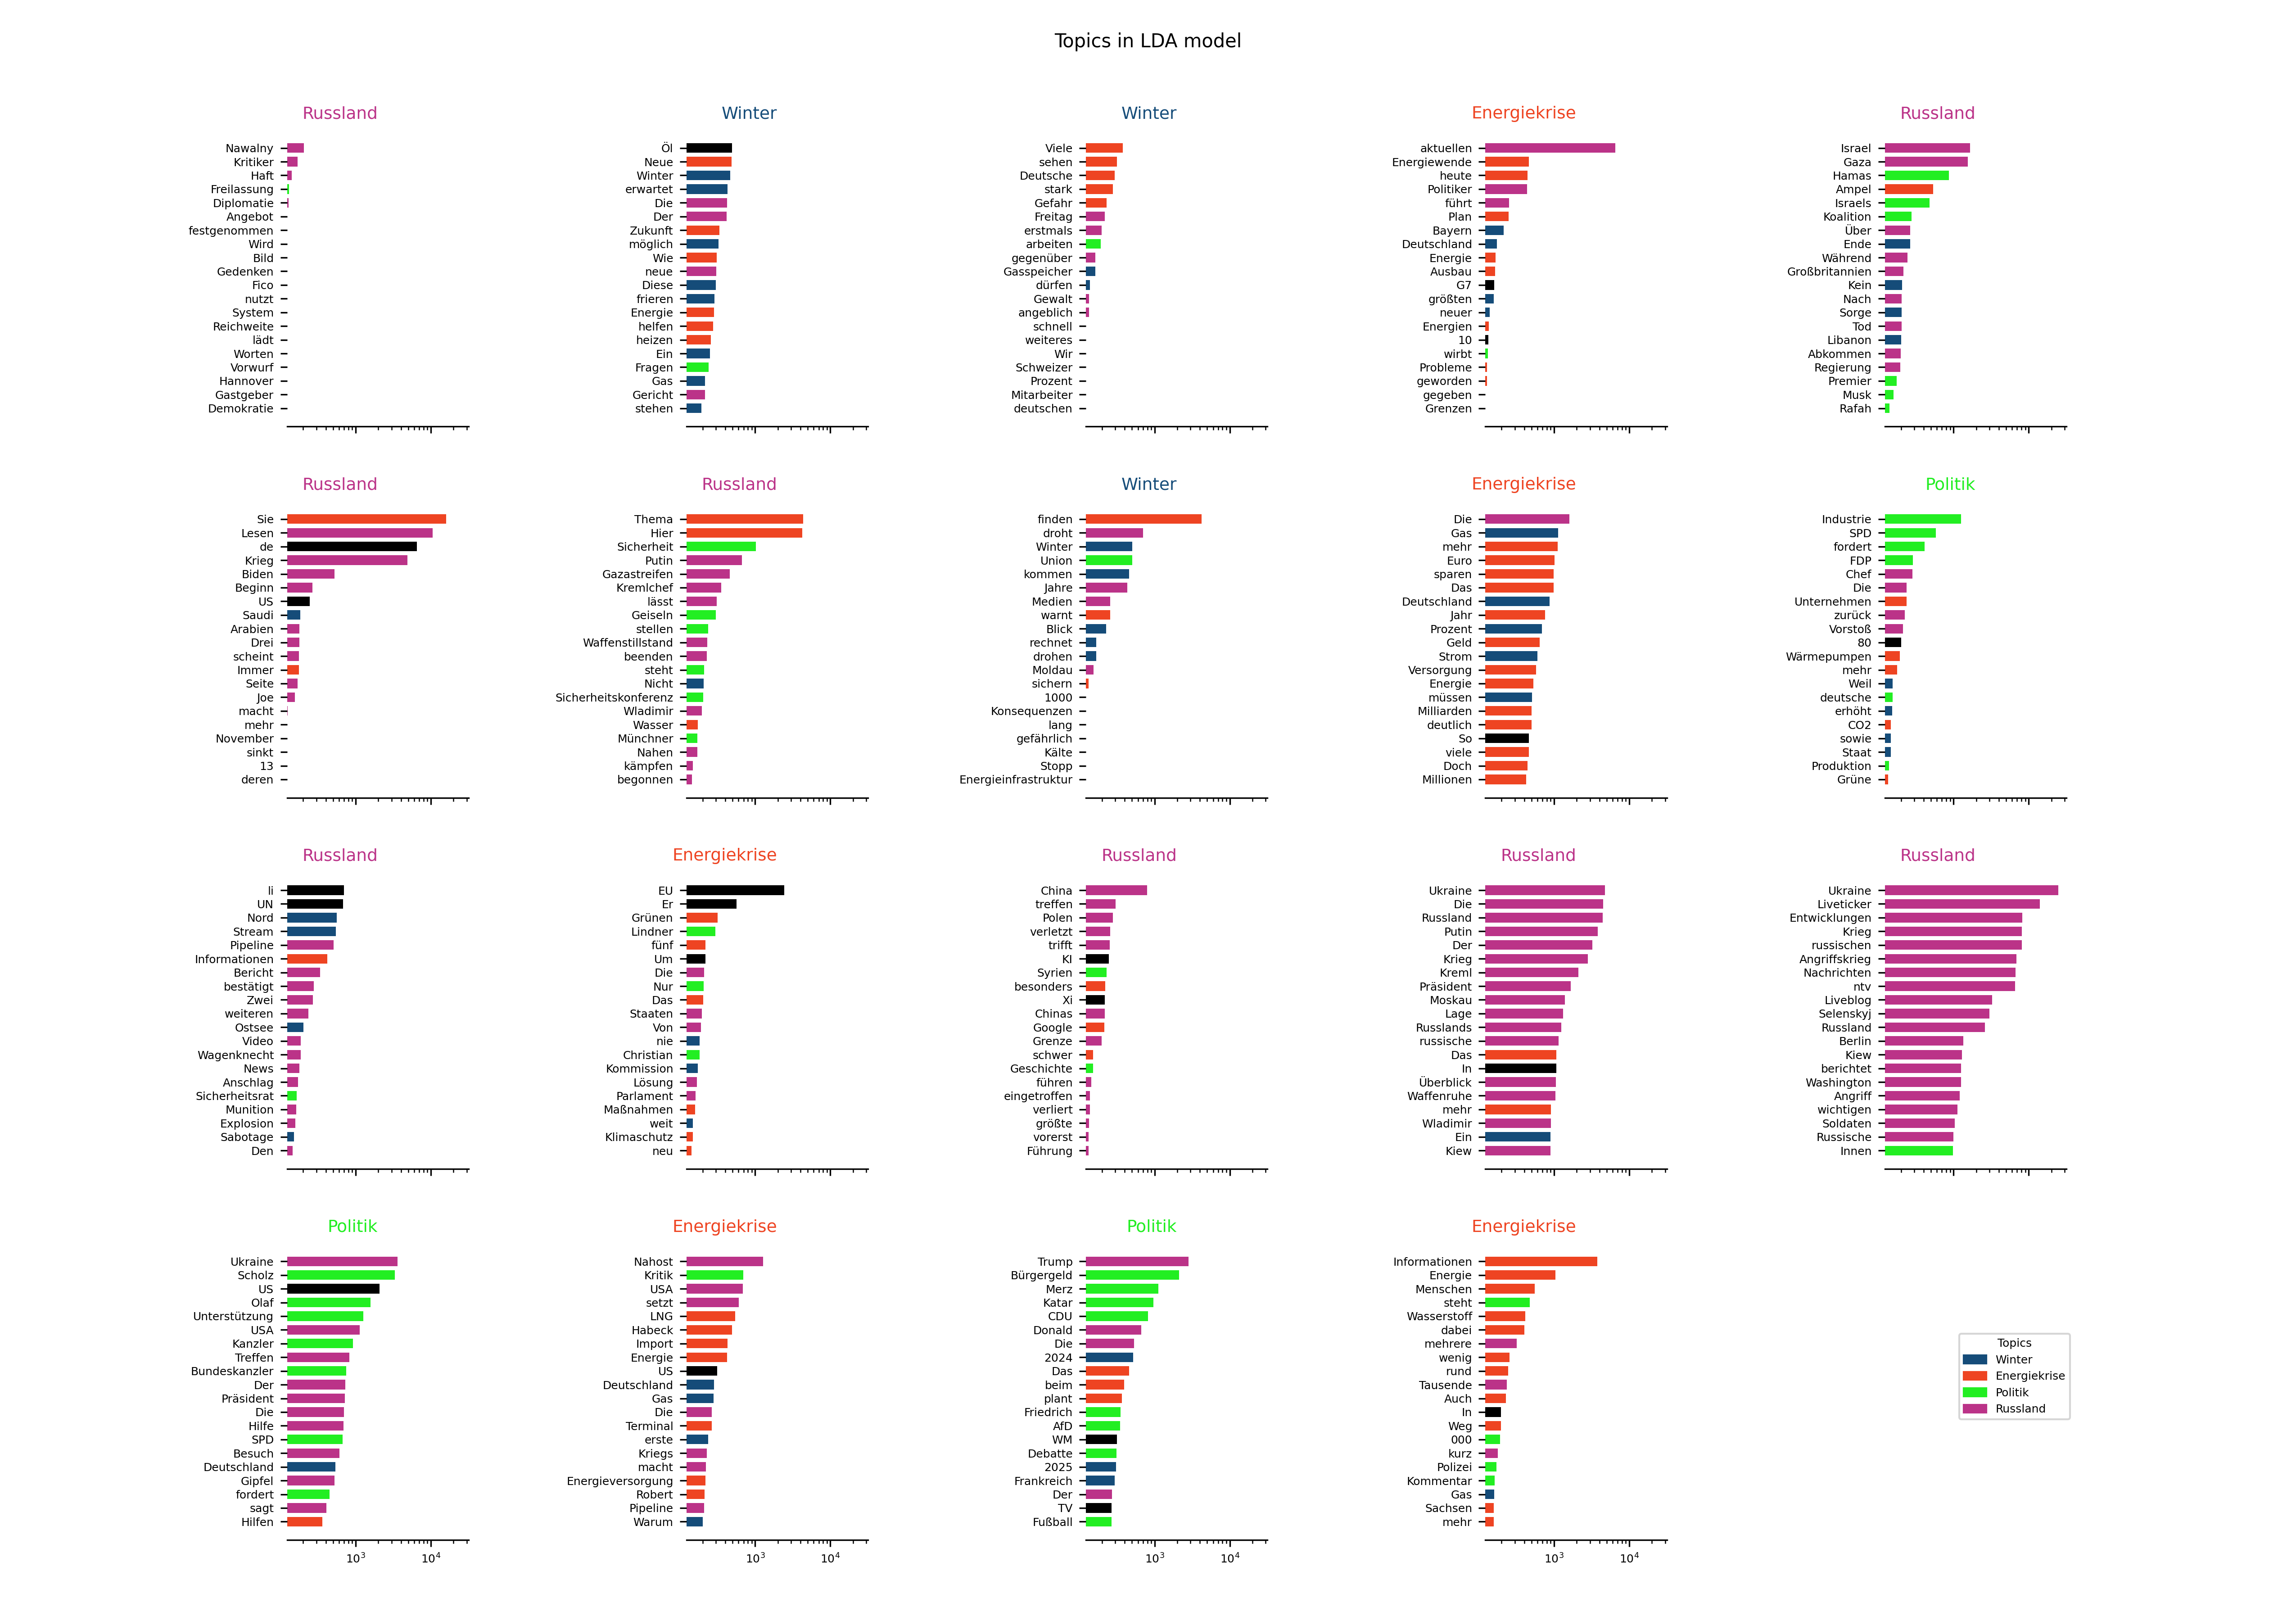 Topics in LDA model
Russland
Nawalny
Kritiker
Haft
Freilassung
Diplomatie
Angebot
festgenommen
Wird
Bild
Gedenken
Fico
nutzt
System
Reichweite
lädt
Worten
Vorwurf
Hannover
Gastgeber
Demokratie
Winter
Öl
Neue
Winter
erwartet
Die
Der
Zukunft
möglich
Wie
neue
Diese
frieren
Energie
helfen
heizen
Ein
Fragen
Gas
Gericht
stehen
Winter
Viele
sehen
Deutsche
stark
Gefahr
Freitag
erstmals
arbeiten
gegenüber
Gasspeicher
dürfen
Gewalt
angeblich
schnell
weiteres
Wir
Schweizer
Prozent
Mitarbeiter
deutschen
Energiekrise
aktuellen
Energiewende
heute
Politiker
führt
Plan
Bayern
Deutschland
Energie
Ausbau
G7
größten
neuer
Energien
10
wirbt
Probleme
geworden
gegeben
Grenzen
Russland
Israel
Gaza
Hamas
Ampel
Israels
Koalition
Über
Ende
Während
Großbritannien
Kein
Nach
Sorge
Tod
Libanon
Abkommen
Regierung
Premier
Musk
Rafah
Russland
Sie
Lesen
de
Krieg
Biden
Beginn
US
Saudi
Arabien
Drei
scheint
Immer
Seite
Joe
macht
mehr
November
sinkt
13
deren
Russland
Thema
Hier
Sicherheit
Putin
Gazastreifen
Kremlchef
lässt
Geiseln
stellen
Waffenstillstand
beenden
steht
Nicht
Sicherheitskonferenz
Wladimir
Wasser
Münchner
Nahen
kämpfen
begonnen
Winter
finden
droht
Winter
Union
kommen
Jahre
Medien
warnt
Blick
rechnet
drohen
Moldau
sichern
1000
Konsequenzen
lang
gefährlich
Kälte
Stopp
Energieinfrastruktur
Energiekrise
Die
Gas
mehr
Euro
sparen
Das
Deutschland
Jahr
Prozent
Geld
Strom
Versorgung
Energie
müssen
Milliarden
deutlich
So
viele
Doch
Millionen
Politik
Industrie
SPD
fordert
FDP
Chef
Die
Unternehmen
zurück
Vorstoß
80
Wärmepumpen
mehr
Weil
deutsche
erhöht
CO2
sowie
Staat
Produktion
Grüne
Russland
li
UN
Nord
Stream
Pipeline
Informationen
Bericht
bestätigt
Zwei
weiteren
Ostsee
Video
Wagenknecht
News
Anschlag
Sicherheitsrat
Munition
Explosion
Sabotage
Den
Energiekrise
EU
Er
Grünen
Lindner
fünf
Um
Die
Nur
Das
Staaten
Von
nie
Christian
Kommission
Lösung
Parlament
Maßnahmen
weit
Klimaschutz
neu
Russland
China
treffen
Polen
verletzt
trifft
KI
Syrien
besonders
Xi
Chinas
Google
Grenze
schwer
Geschichte
führen
eingetroffen
verliert
größte
vorerst
Führung
Russland
Ukraine
Die
Russland
Putin
Der
Krieg
Kreml
Präsident
Moskau
Lage
Russlands
russische
Das
In
Überblick
Waffenruhe
mehr
Wladimir
Ein
Kiew
Russland
Ukraine
Liveticker
Entwicklungen
Krieg
russischen
Angriffskrieg
Nachrichten
ntv
Liveblog
Selenskyj
Russland
Berlin
Kiew
berichtet
Washington
Angriff
wichtigen
Soldaten
Russische
Innen
Politik
Ukraine
Scholz
US
Olaf
Unterstützung
USA
Kanzler
Treffen
Bundeskanzler
Der
Präsident
Die
Hilfe
SPD
Besuch
Deutschland
Gipfel
fordert
sagt
Hilfen
10³ 10⁴
Energiekrise
Nahost
Kritik
USA
setzt
LNG
Habeck
Import
Energie
US
Deutschland
Gas
Die
Terminal
erste
Kriegs
macht
Energieversorgung
Robert
Pipeline
Warum
10³ 10⁴
Politik
Trump
Bürgergeld
Merz
Katar
CDU
Donald
Die
2024
Das
beim
plant
Friedrich
AfD
WM
Debatte
2025
Frankreich
Der
TV
Fußball
10³ 10⁴
Energiekrise
Informationen
Energie
Menschen
steht
Wasserstoff
dabei
mehrere
wenig
rund
Tausende
Auch
In
Weg
000
kurz
Polizei
Kommentar
Gas
Sachsen
mehr
10³ 10⁴
Topics
Winter
Energiekrise
Politik
Russland